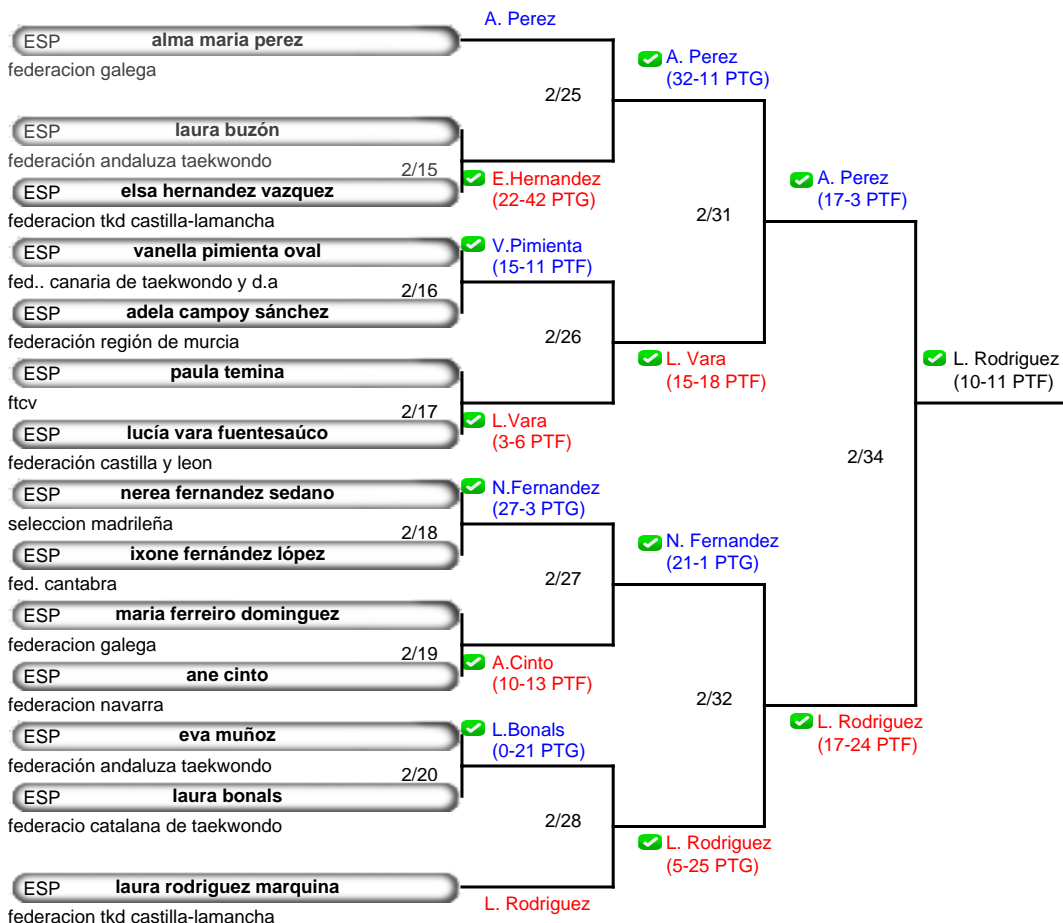 A. Perez
ESP alma maria perez
federacion galega
A. Perez
(32-11 PTG)
2/25
ESP laura buzón
federación andaluza taekwondo
2/15
ESP elsa hernandez vazquez
E.Hernandez
(22-42 PTG)
federacion tkd castilla-lamancha
A. Perez
(17-3 PTF)
2/31
ESP vanella pimienta oval
V.Pimienta
(15-11 PTF)
fed.. canaria de taekwondo y d.a
2/16
ESP adela campoy sánchez
federación región de murcia
2/26
ESP paula temina
L. Vara
(15-18 PTF)
ftcv
2/17
ESP lucía vara fuentesaúco
L.Vara
(3-6 PTF)
federación castilla y leon
L. Rodriguez
(10-11 PTF)
2/34
ESP nerea fernandez sedano
N.Fernandez
(27-3 PTG)
seleccion madrileña
2/18
ESP ixone fernández lópez
fed. cantabra
N. Fernandez
(21-1 PTG)
2/27
ESP maria ferreiro dominguez
federacion galega
2/19
ESP ane cinto
A.Cinto
(10-13 PTF)
federacion navarra
2/32
L. Rodriguez
(17-24 PTF)
ESP eva muñoz
L.Bonals
(0-21 PTG)
federación andaluza taekwondo
2/20
ESP laura bonals
federacio catalana de taekwondo
2/28
L. Rodriguez
(5-25 PTG)
ESP laura rodriguez marquina
L. Rodriguez
federacion tkd castilla-lamancha